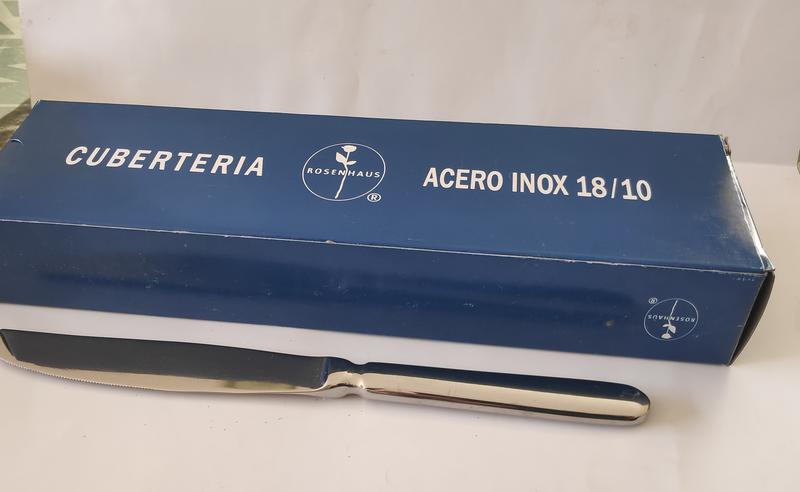 CUBERTERIA
ROSENHAUS
®
ACERO INOX 18/10
ROSENHAUS
®